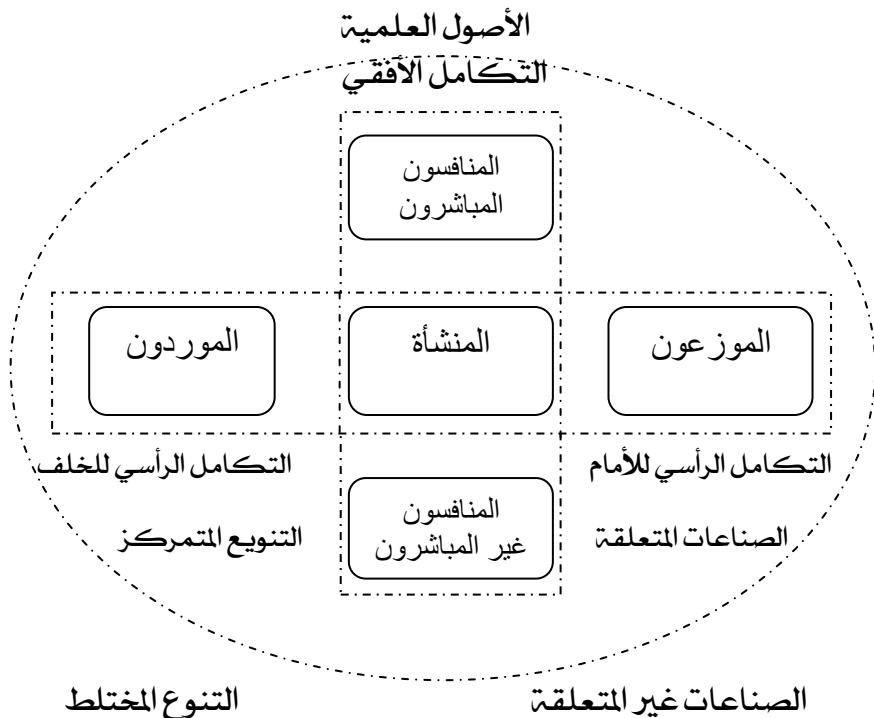 الأصول العلمية
التكامل الأفقي
المنافسون
المباشرون
الموزعون
المنشأة
الموردون
التكامل الرأسي للأمام
التكامل الرأسي للخلف
المنافسون
غير المباشرون
الصناعات المتعلقة
التنويع المتمركز
الصناعات غير المتعلقة
التنوع المختلط